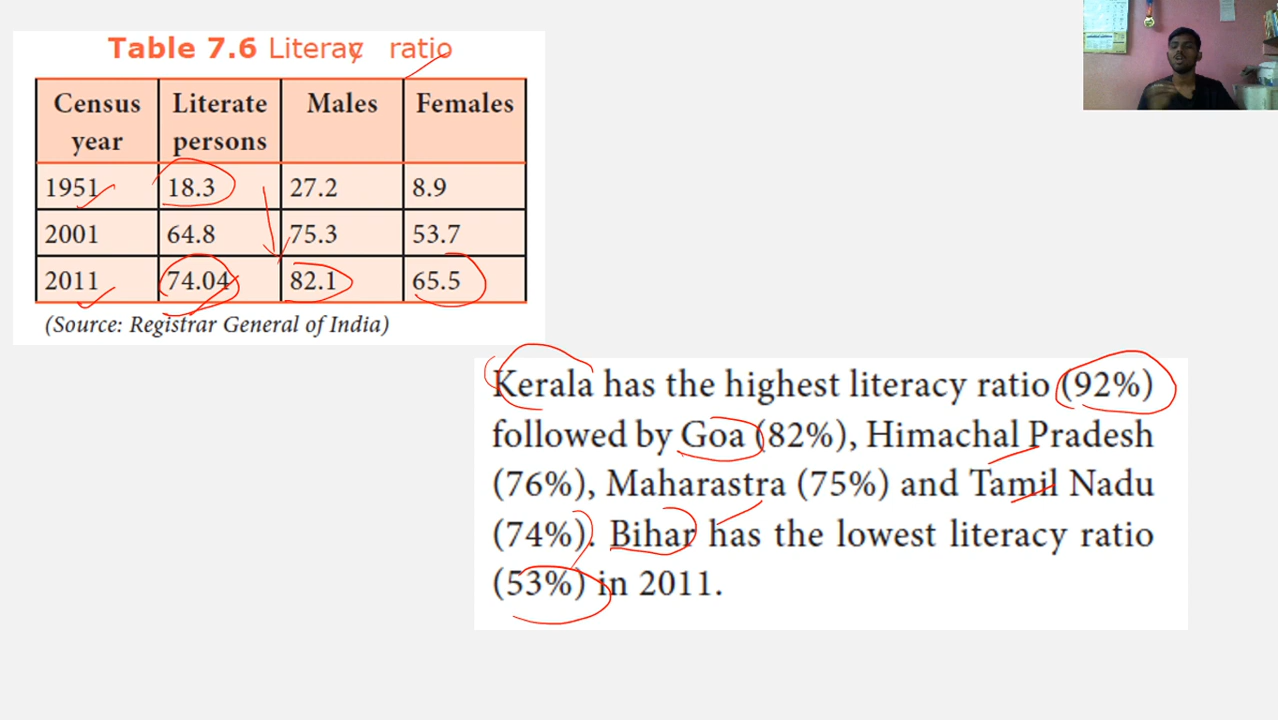 Table 7.6 Literacy ratio
Census year Literate persons Males Females
1951 18.3 27.2 8.9
2001 64.8 75.3 53.7
2011 74.04 82.1 65.5
(Source: Registrar General of India)
Kerala has the highest literacy ratio (92%)
followed by Goa (82%), Himachal Pradesh
(76%), Maharastra (75%) and Tamil Nadu
(74%). Bihar has the lowest literacy ratio
(53%) in 2011.